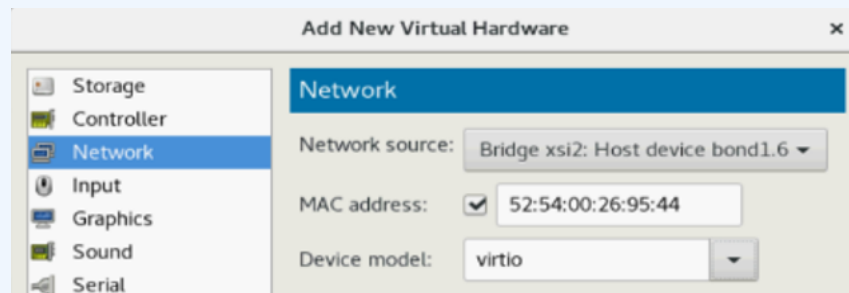 Add New Virtual Hardware
Storage
Controller
Network
Input
Graphics
Sound
Serial
Network
Network source: Bridge xsi2: Host device bond1.6
MAC address: 52:54:00:26:95:44
Device model: virtio